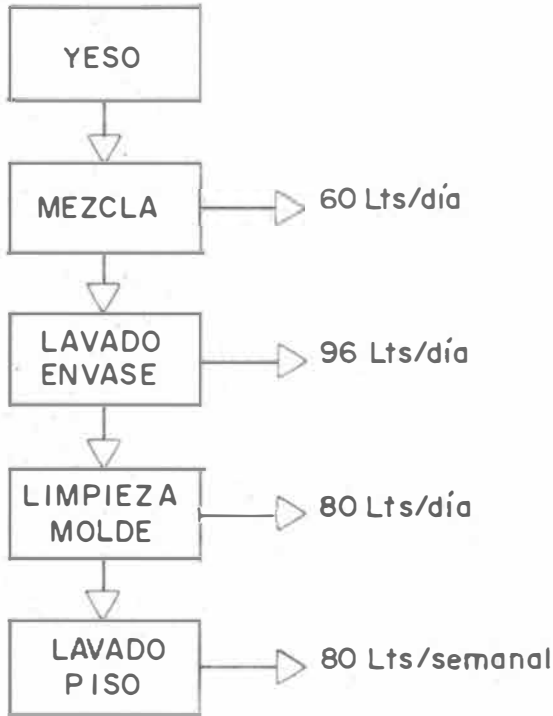 YESO
MEZCLA
60 Lts/día
LAVADO
ENVASE
96 Lts/día
LIMPIEZA
MOLDE
80 Lts/día
LAVADO
PISO
80 Lts/semanal